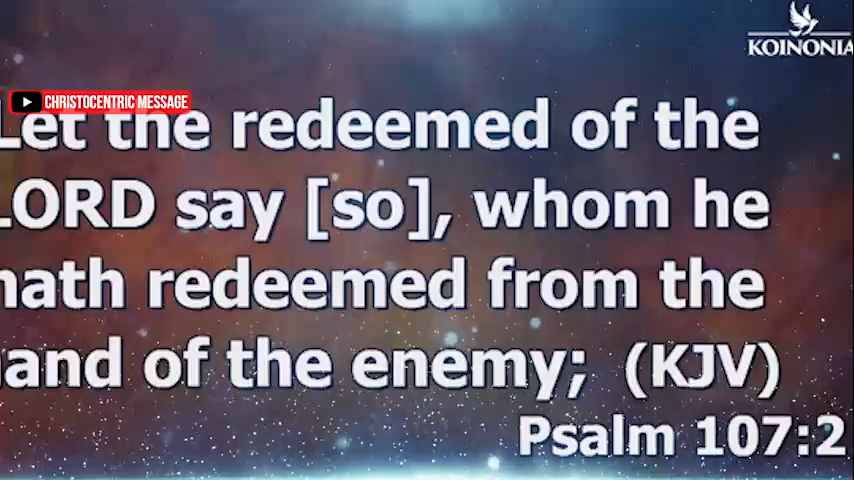 KOINONIA
CHRISTOCENTRIC MESSAGE
Let the redeemed of the
LORD say [so], whom he
hath redeemed from the
hand of the enemy; (KJV)
Psalm 107:2